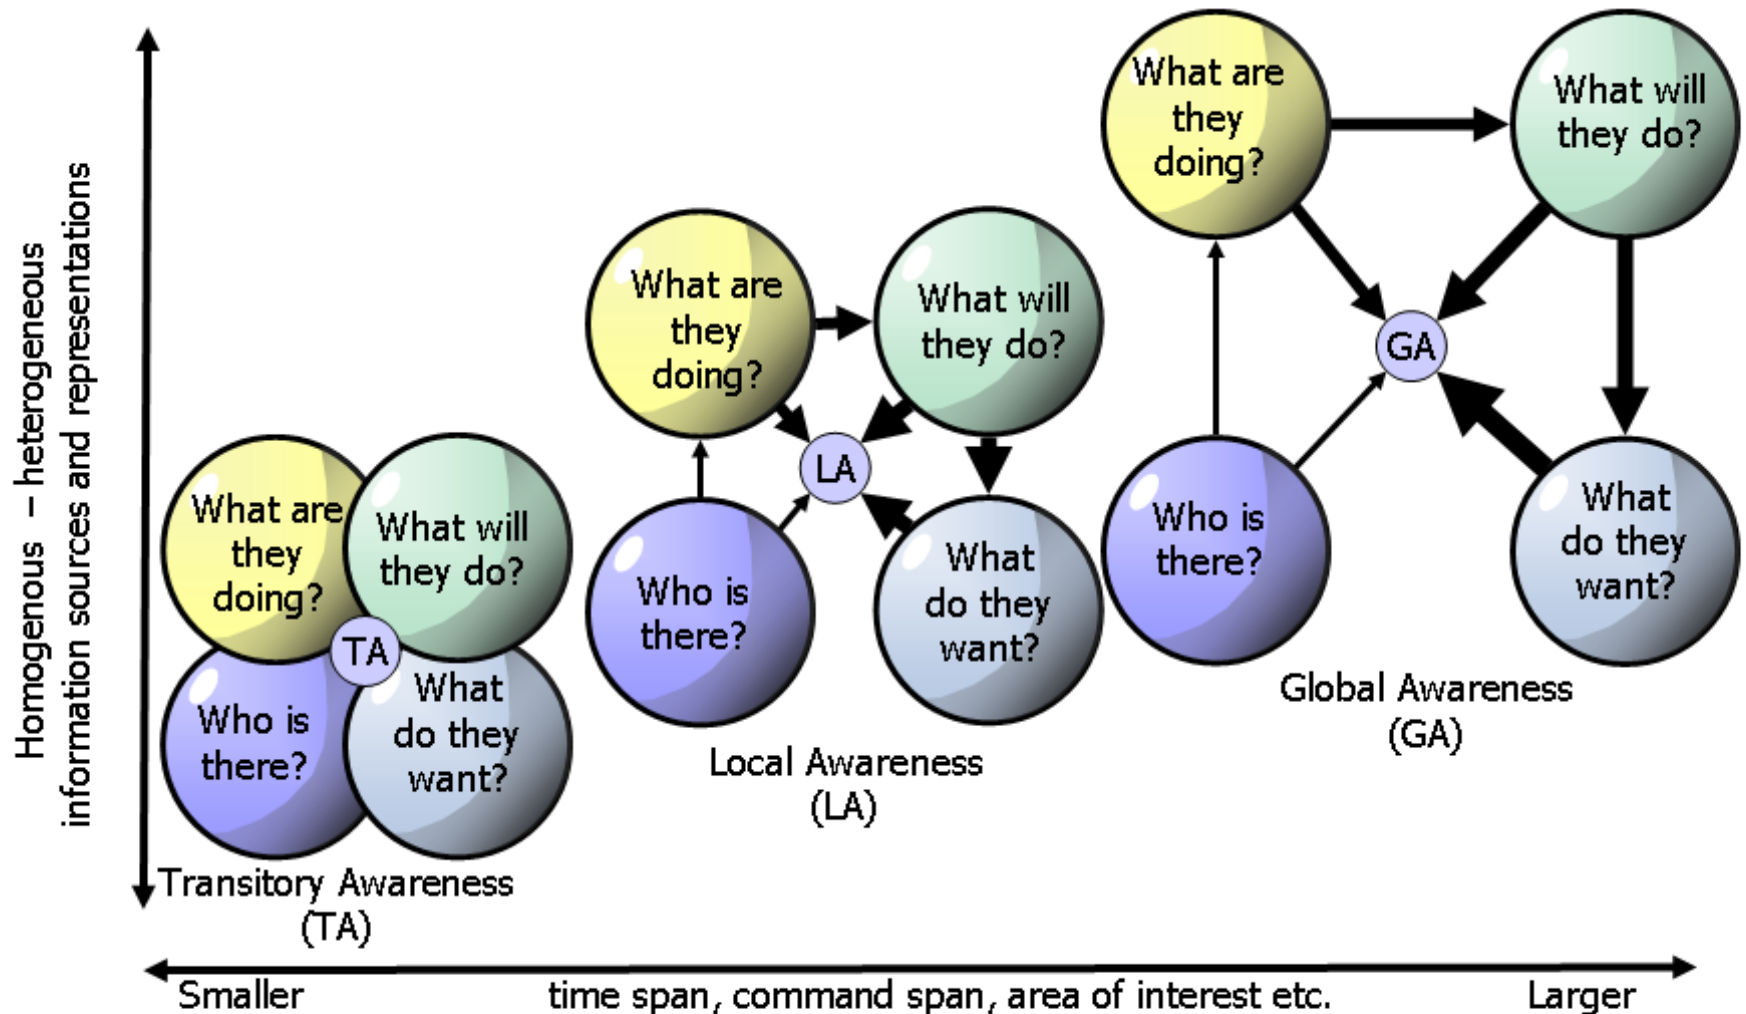 Homogenous – heterogeneous
information sources and representations
What are
they
doing?
What will
they do?
TA
Who is
there?
What
do they
want?
Transitory Awareness
(TA)
What are
they
doing?
What will
they do?
LA
Who is
there?
What
do they
want?
Local Awareness
(LA)
What are
they
doing?
What will
they do?
GA
Who is
there?
What
do they
want?
Global Awareness
(GA)
Smaller
time span, command span, area of interest etc.
Larger